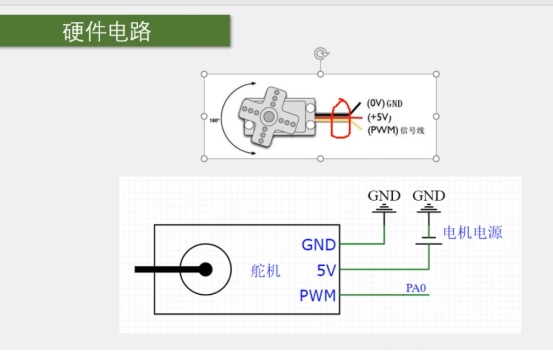 硬件电路
(0V) GND
(+5V)
180°
(PWM) 信号线
GND GND
电机电源
GND
舵机 5V
PWM PA0